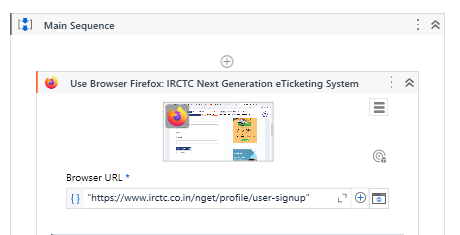 Main Sequence
Use Browser Firefox: IRCTC Next Generation eTicketing System
Browser URL *
{ } "https://www.irctc.co.in/nget/profile/user-signup"